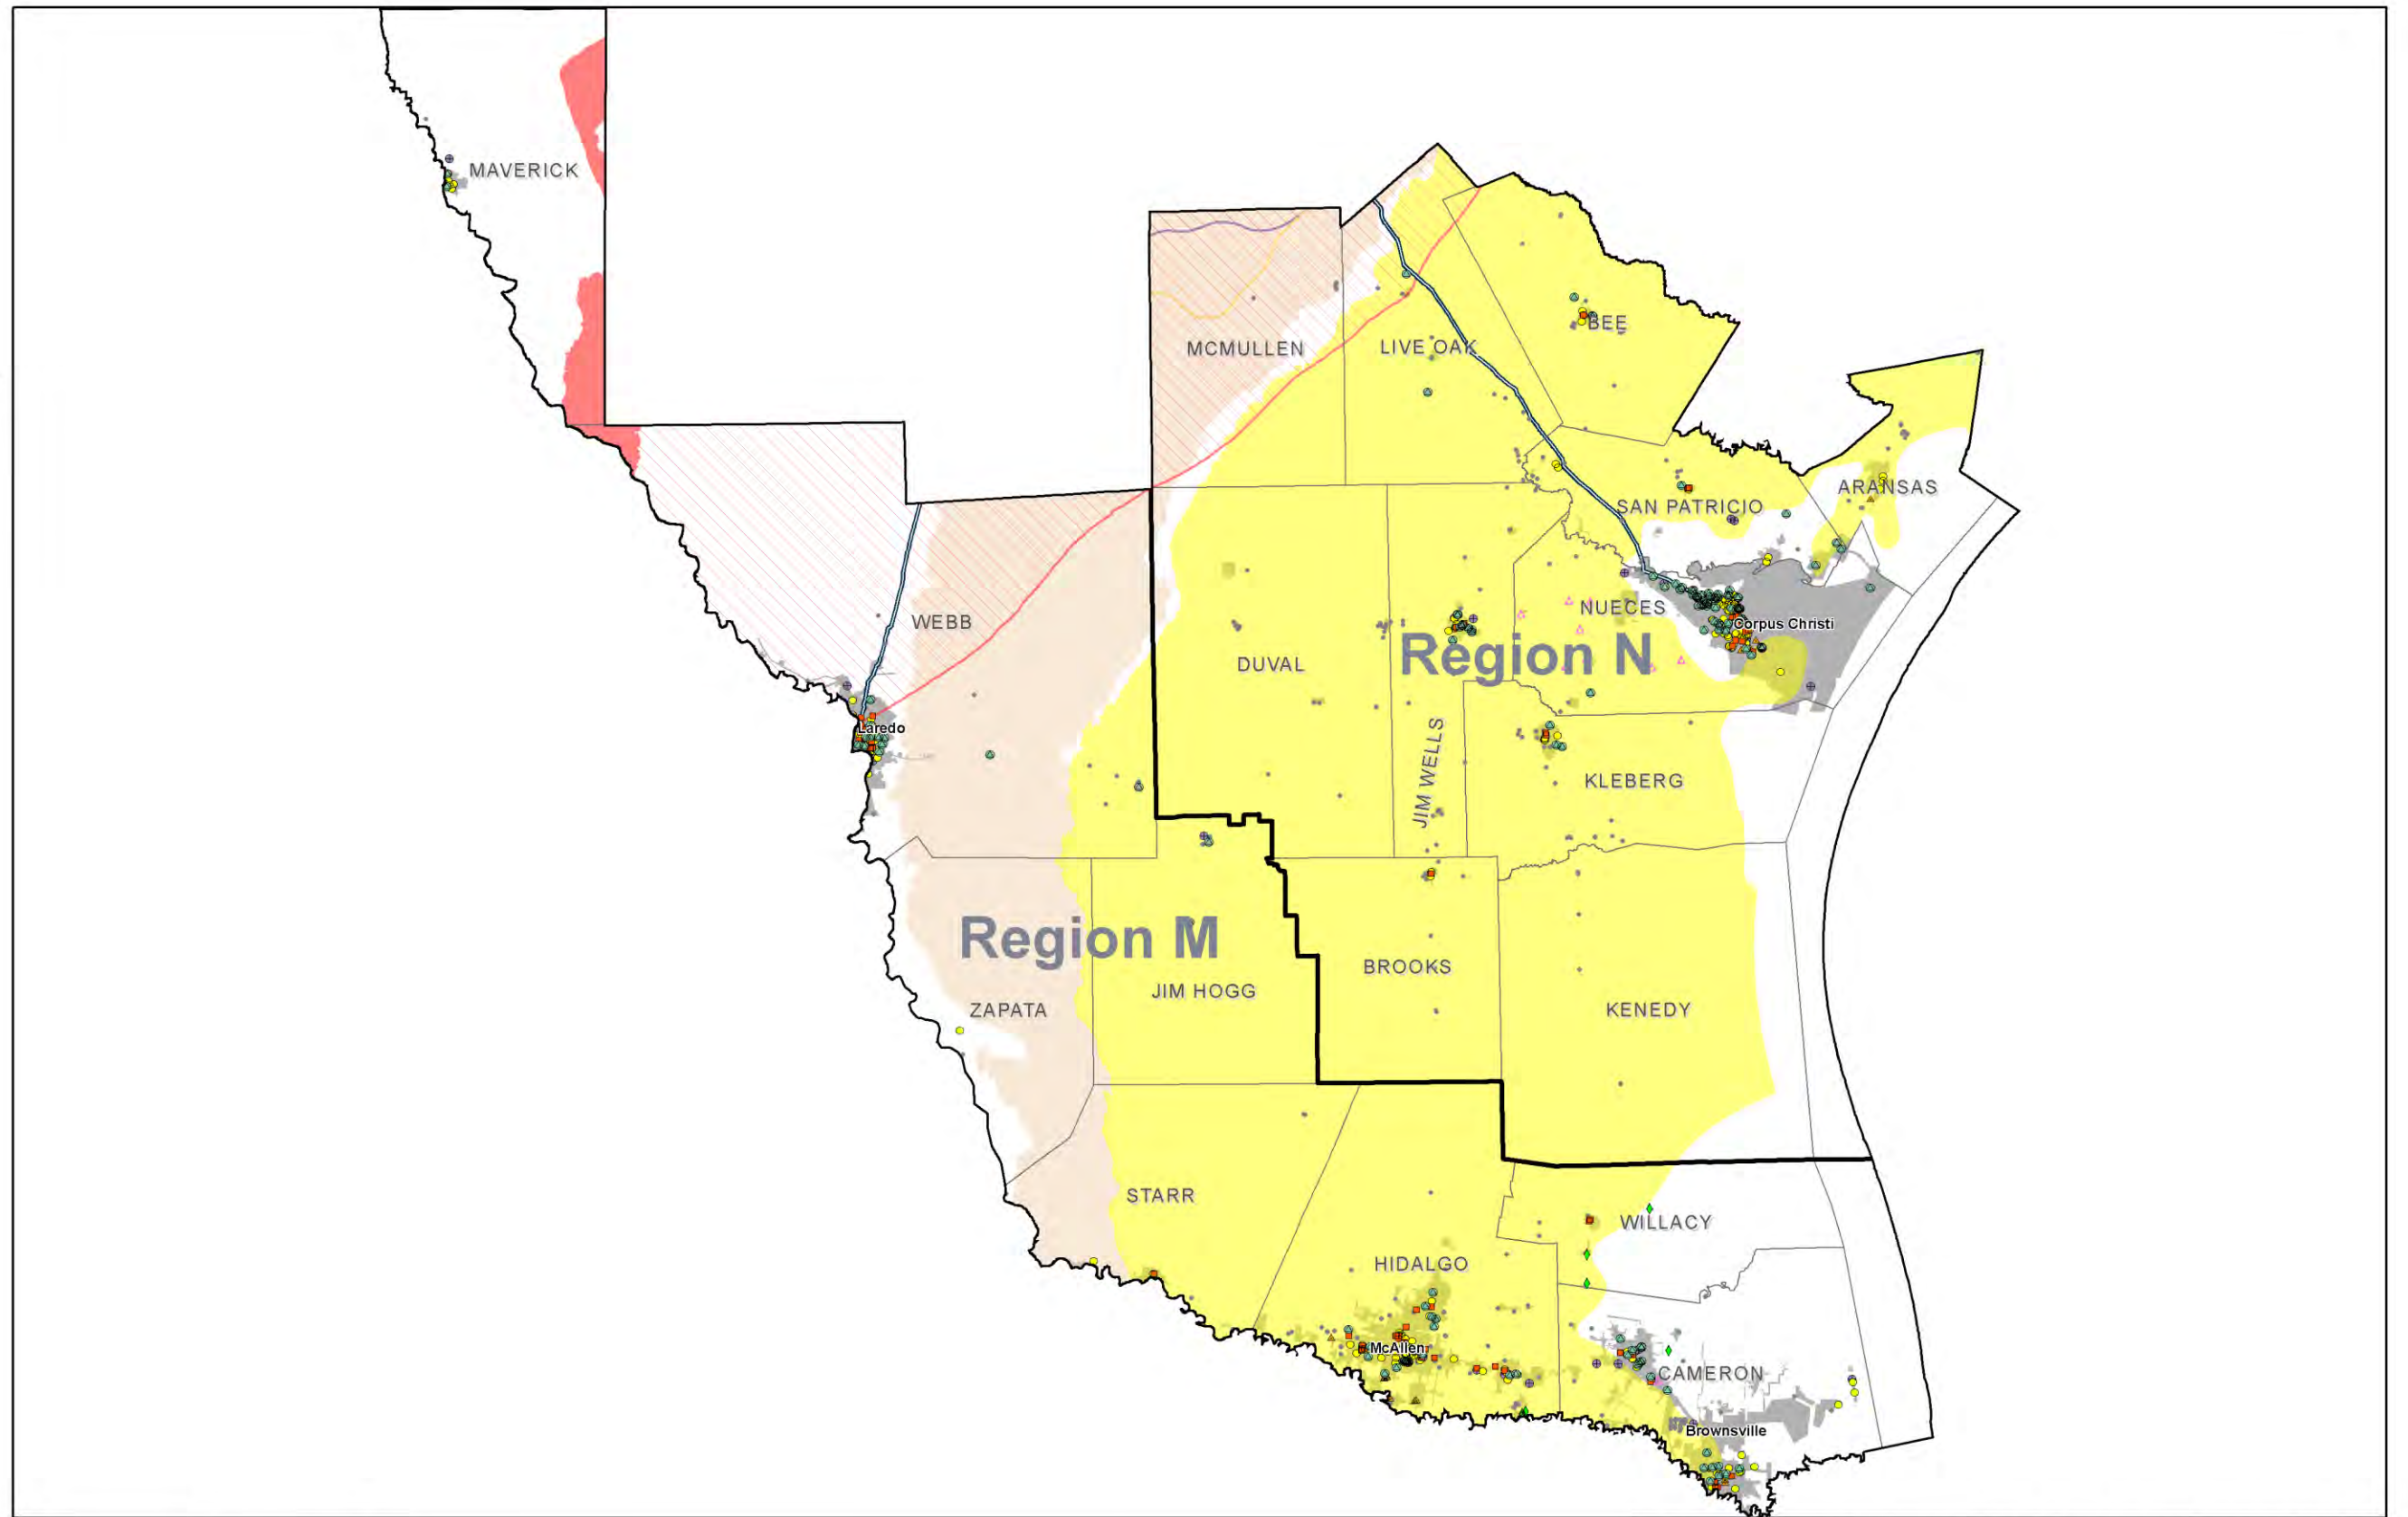 MAVERICK
BEE
MCMULLEN
LIVE OAK
ARANSAS
SAN PATRICIO
WEBB
NUECES
Corpus Christi
Region N
DUVAL
Laredo
JIM WELLS
KLEBERG
Region M
BROOKS
JIM HOGG
ZAPATA
KENEDY
STARR
WILLACY
HIDALGO
McAllen
CAMERON
Brownsville